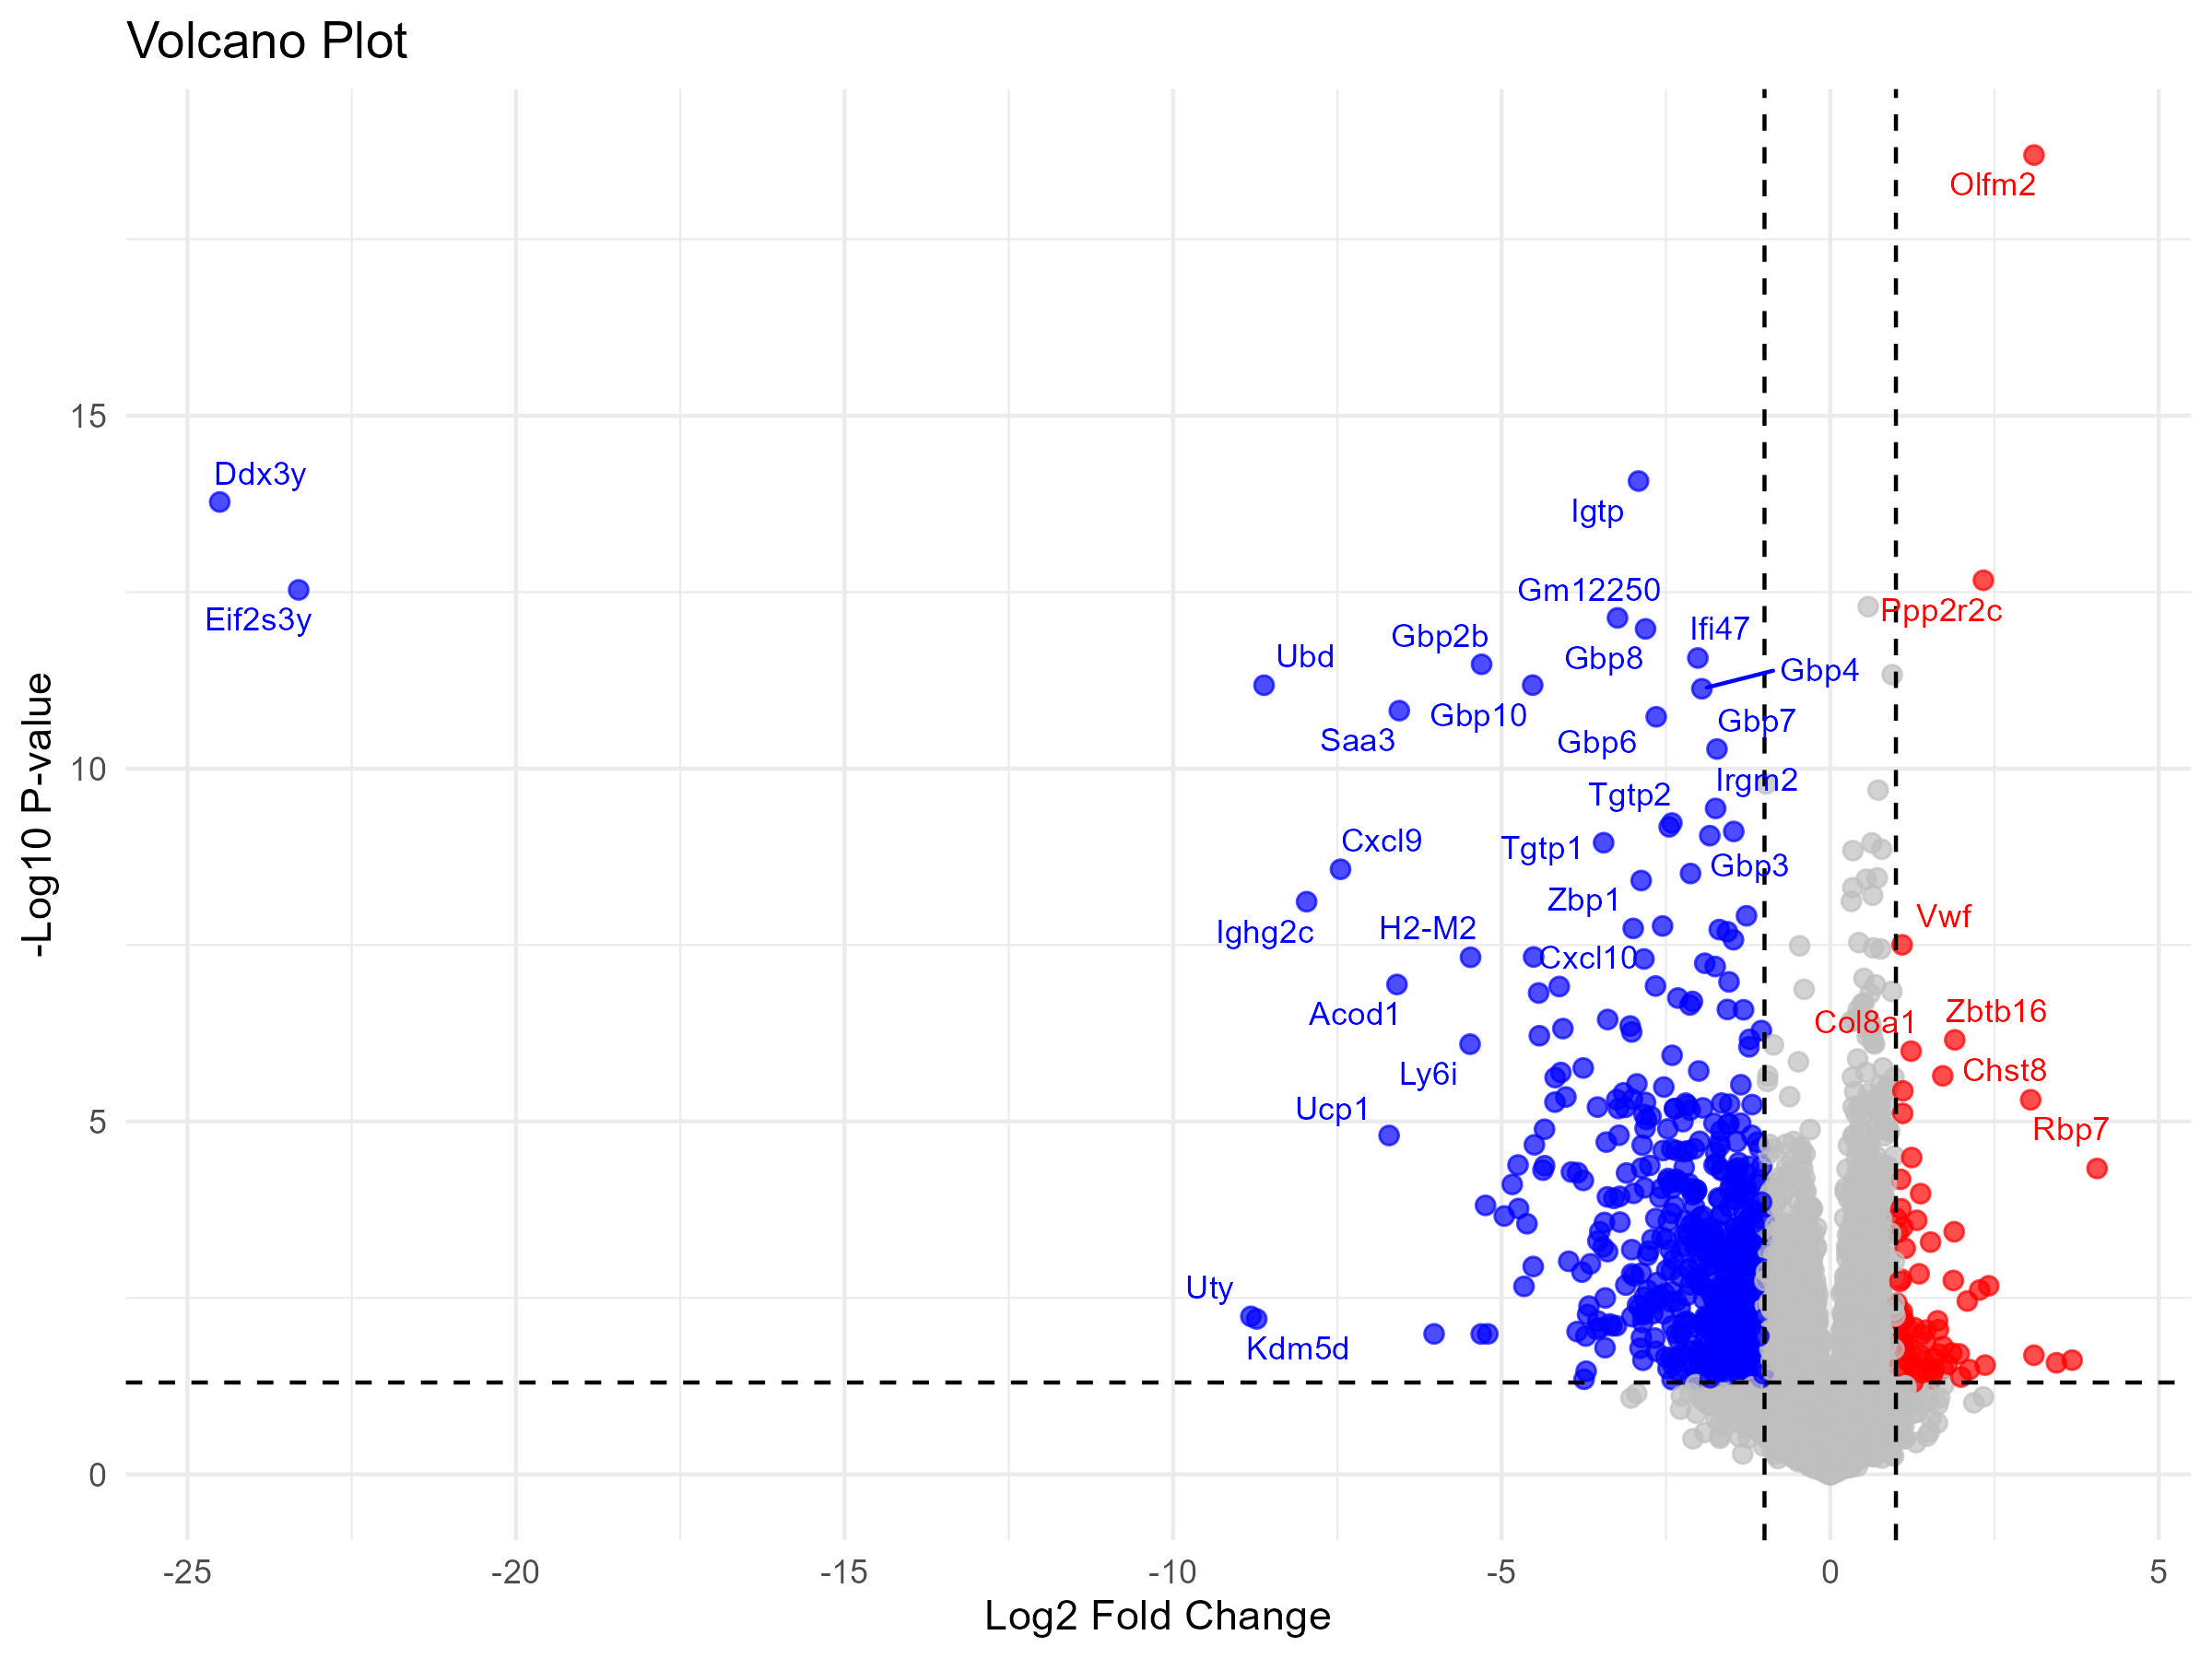 Volcano Plot
Olfm2
15
Ddx3y
Igtp
Gm12250
Eif2s3y
Ppp2r2c
Gbp2b
Ifi47
Ubd
Gbp8
Gbp4
Gbp10
Gbp7
Saa3
Gbp6
10
Irgm2
Tgtp2
Cxcl9
Tgtp1
Gbp3
Zbp1
Vwf
Ighg2c
H2-M2
Cxcl10
Acod1
Zbtb16
Col8a1
Ly6i
Chst8
Ucp1
5
Rbp7
Uty
Kdm5d
0
-Log10 P-value
-25
-20
-15
-10
-5
0
5
Log2 Fold Change